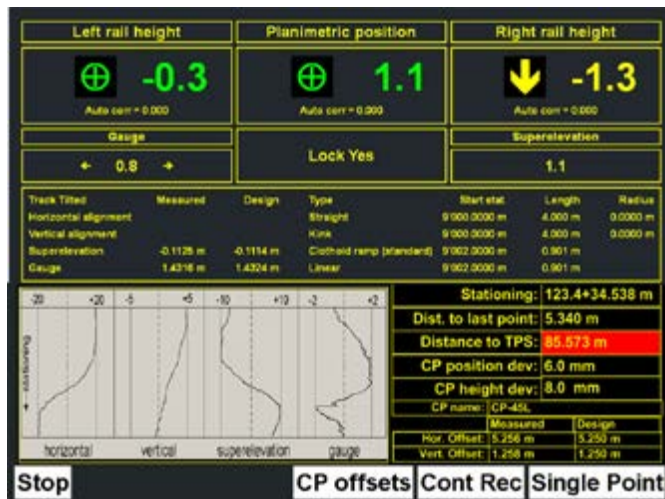 Left rail height Planimetric position Right rail height
-0.3 1.1 -1.3
Auto corr = 0.000 Auto corr = 0.000 Auto corr = 0.000
Gauge Superelevation
0.8 Lock Yes 1.1
Track Tilted Measured Design Type Start stat Length Radius
Horizontal alignment Straight 9'000.0000 m 4.000 m 0.0000 m
Vertical alignment Kink 9'000.0000 m 4.000 m 0.0000 m
Superelevation -0.1125 m -0.1114 m Clothoid ramp (standard) 9'002.0000 m 0.901 m
Gauge 1.4316 m 1.4324 m Linear 9'002.0000 m 0.901 m
-20 +20 -5 +5 -10 +10 -2 +2
stationing
horizontal vertical superelevation gauge
Stationing: 123.4+34.538 m
Dist. to last point: 5.340 m
Distance to TPS: 85.573 m
CP position dev: 6.0 mm
CP height dev: 8.0 mm
CP name: CP-45L
Measured Design
Hor. Offset: 5.256 m 5.250 m
Vert. Offset: 1.258 m 1.250 m
Stop CP offsets Cont Rec Single Point